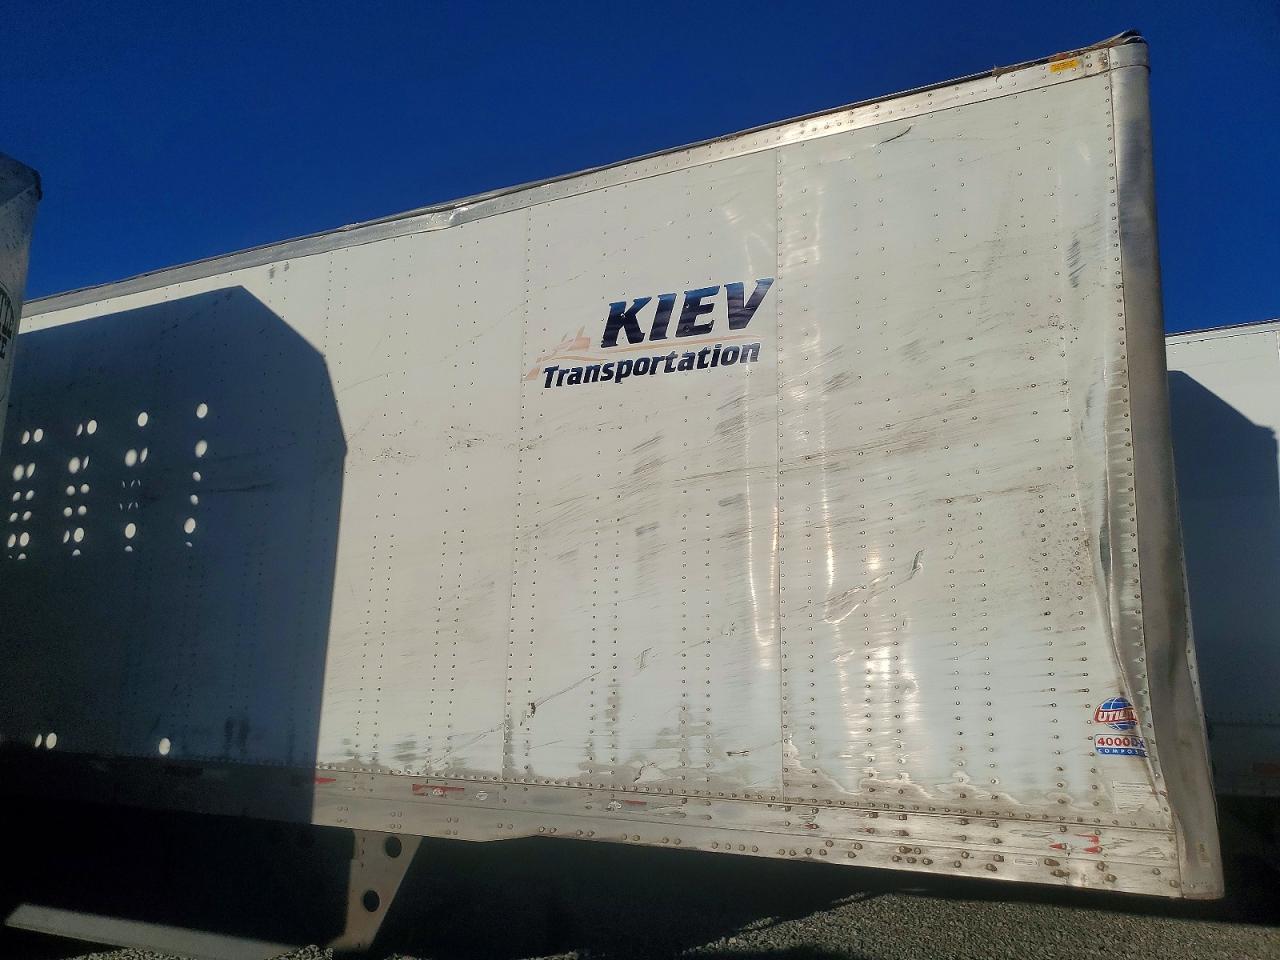 KIEV
Transportation
4000D-X